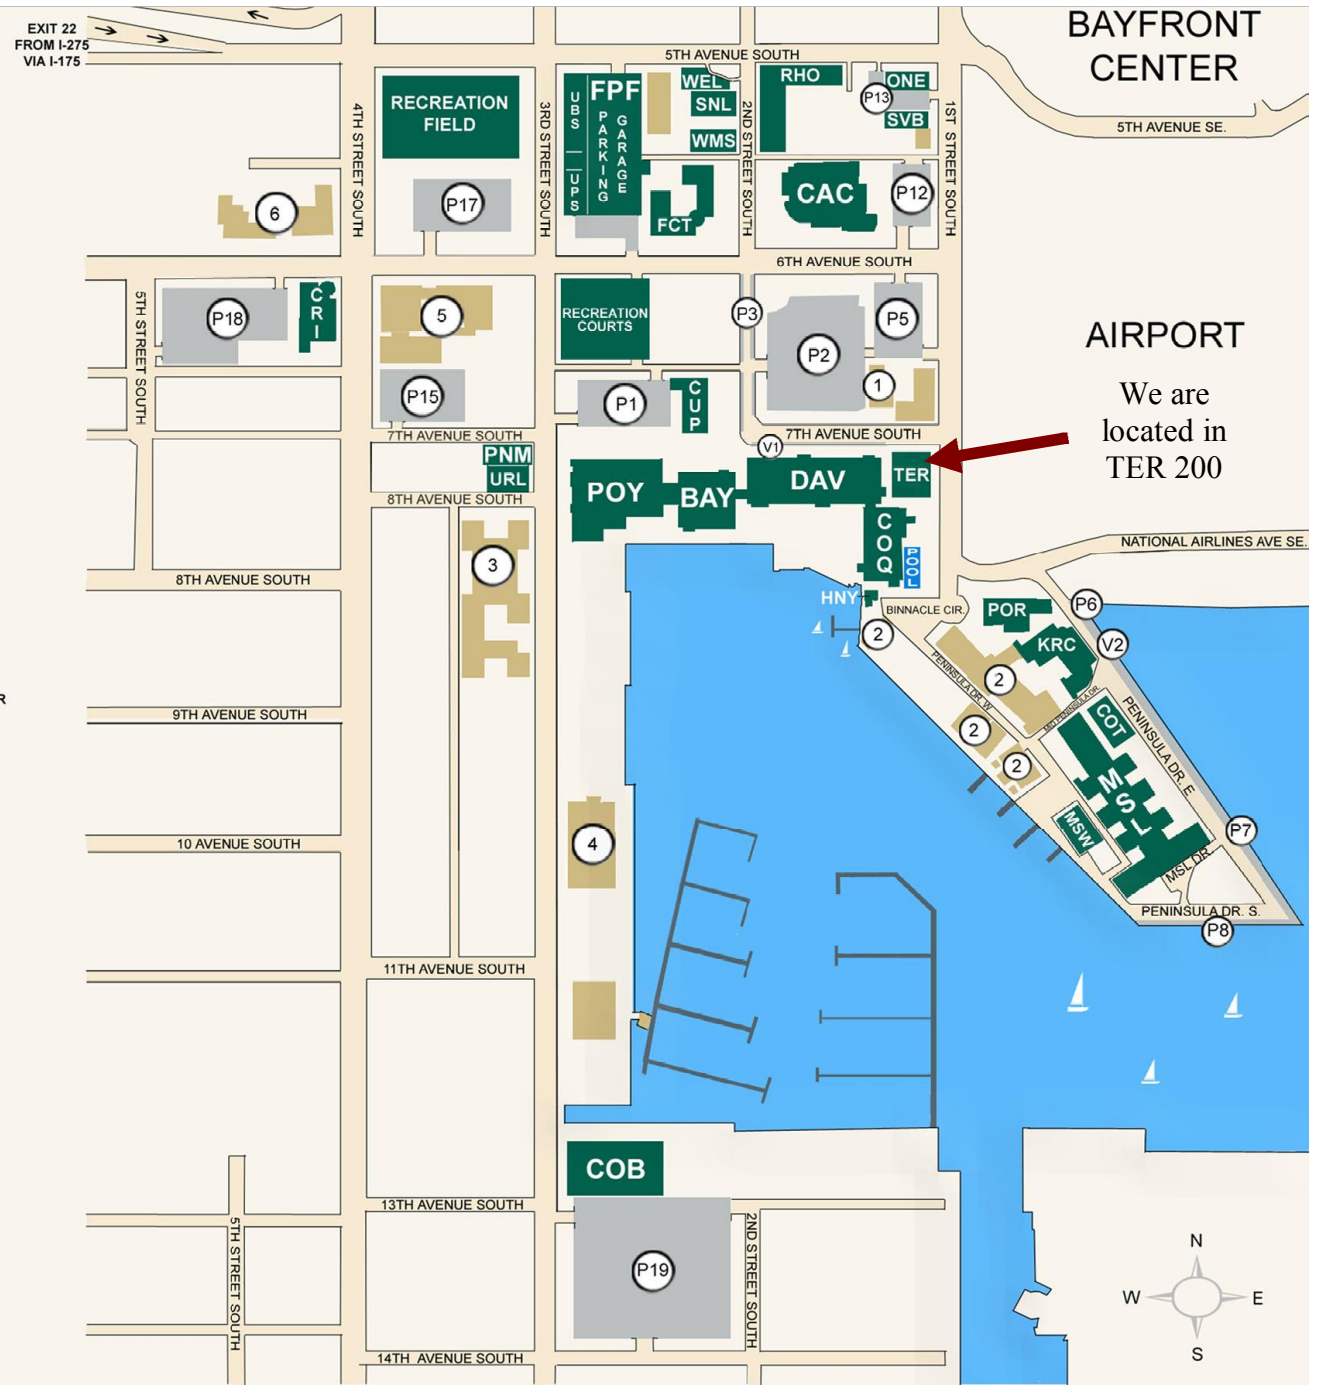 EXIT 22
FROM I-275
VIA I-175
BAYFRONT
CENTER
5TH AVENUE SOUTH
5TH AVENUE SE.
4TH STREET SOUTH
RECREATION
FIELD
3RD STREET SOUTH
UBS
UPS
FPF
PARKING
GARAGE
WEL
SNL
WMS
2ND STREET SOUTH
RHO
P13
ONE
SVB
1ST STREET SOUTH
6
P17
FCT
CAC
P12
6TH AVENUE SOUTH
5TH STREET SOUTH
P18
CRI
5
RECREATION
COURTS
P3
P2
P5
AIRPORT
We are
located in
TER 200
P15
P1
CUP
1
7TH AVENUE SOUTH
7TH AVENUE SOUTH
V1
PNM
URL
8TH AVENUE SOUTH
POY
BAY
DAV
TER
COQ
POOL
NATIONAL AIRLINES AVE SE.
3
8TH AVENUE SOUTH
HNY
2
BINNACLE CIR.
POR
P6
KRC
V2
PENINSULA DR. W
2
MID PENINSULA DR.
R
9TH AVENUE SOUTH
2
2
COT
PENINSULA DR. E
MSL
MSW
P7
MSL DR.
10 AVENUE SOUTH
4
PENINSULA DR. S.
P8
11TH AVENUE SOUTH
COB
13TH AVENUE SOUTH
5TH STREET SOUTH
2ND STREET SOUTH
P19
14TH AVENUE SOUTH
N
W
E
S